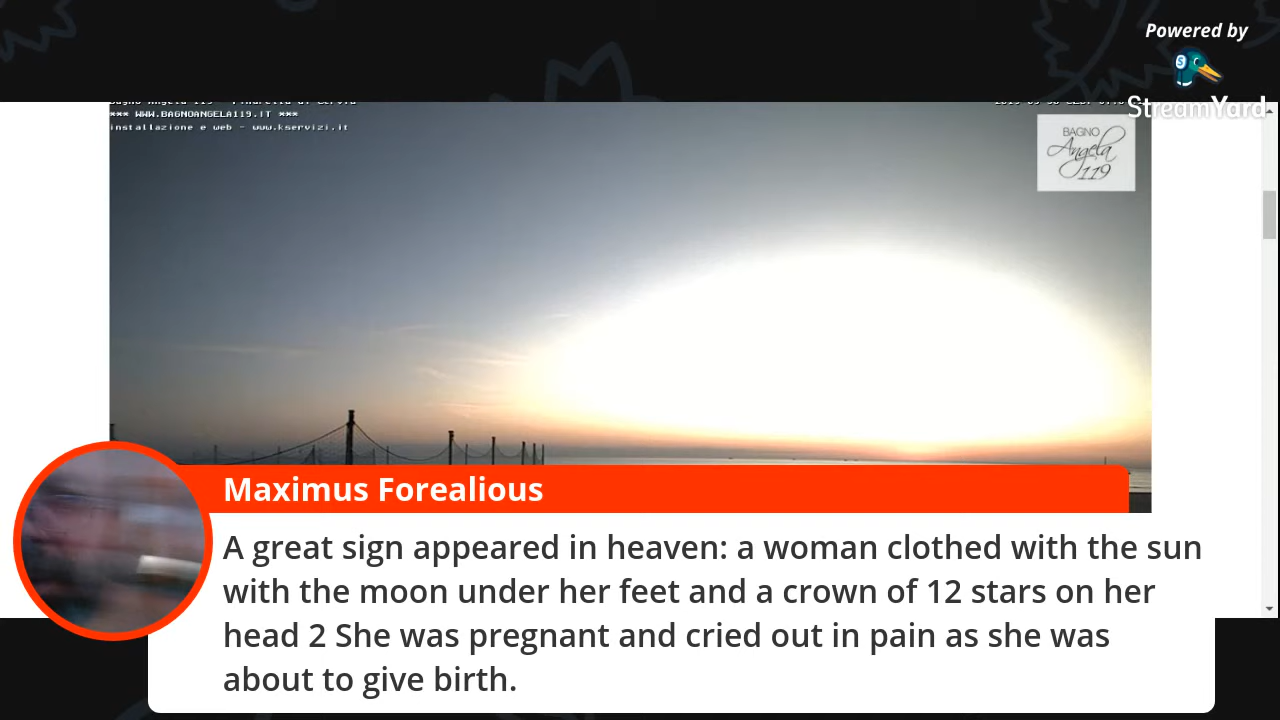 Powered by
StreamYard
*** WWW.BAGNOANGELA119.IT ***
installazione e web - www.kservizi.it
BAGNO
Angela
119
Maximus Forealious
A great sign appeared in heaven: a woman clothed with the sun
with the moon under her feet and a crown of 12 stars on her
head 2 She was pregnant and cried out in pain as she was
about to give birth.